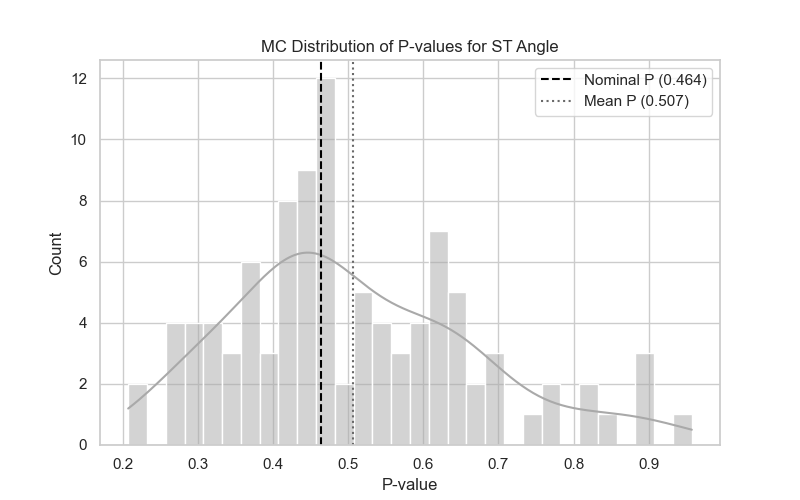 MC Distribution of P-values for ST Angle
Nominal P (0.464)
Mean P (0.507)
12
10
8
6
4
2
0
Count
0.2 0.3 0.4 0.5 0.6 0.7 0.8 0.9
P-value